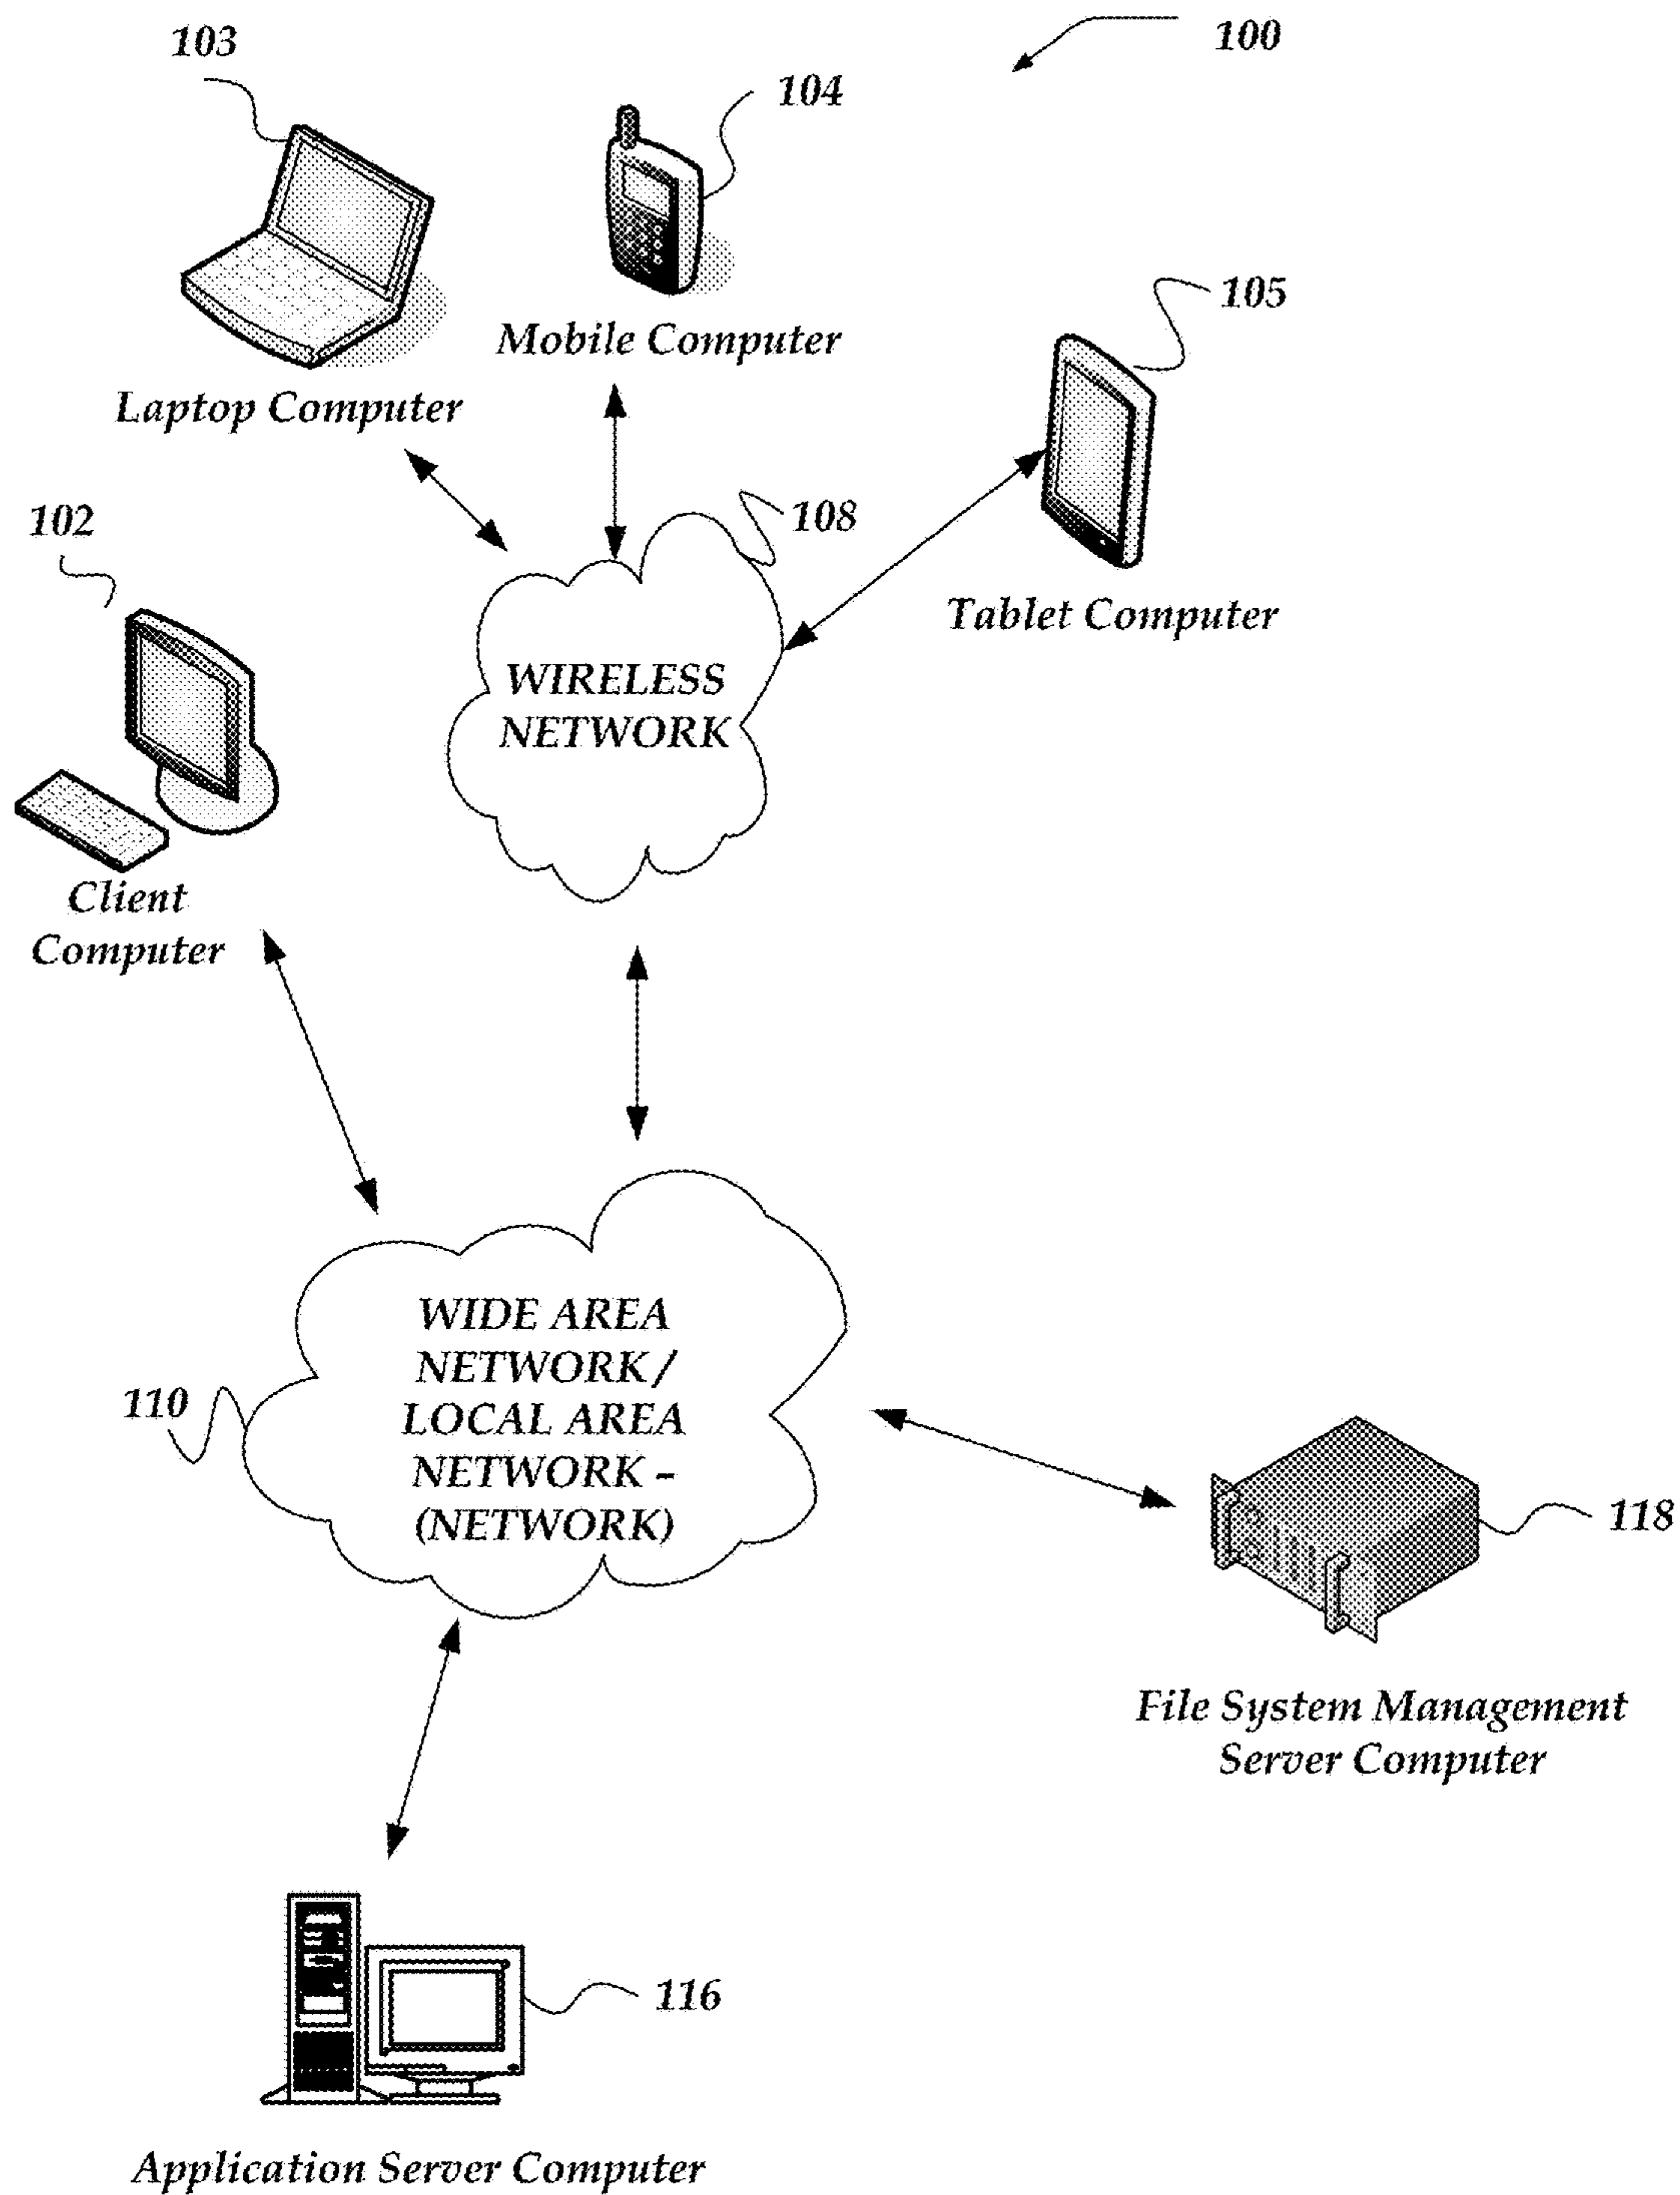 100
103
104
105
Mobile Computer
Laptop Computer
102
108
Tablet Computer
WIRELESS
NETWORK
Client
Computer
WIDE AREA
NETWORK /
LOCAL AREA
NETWORK –
(NETWORK)
110
118
File System Management
Server Computer
116
Application Server Computer